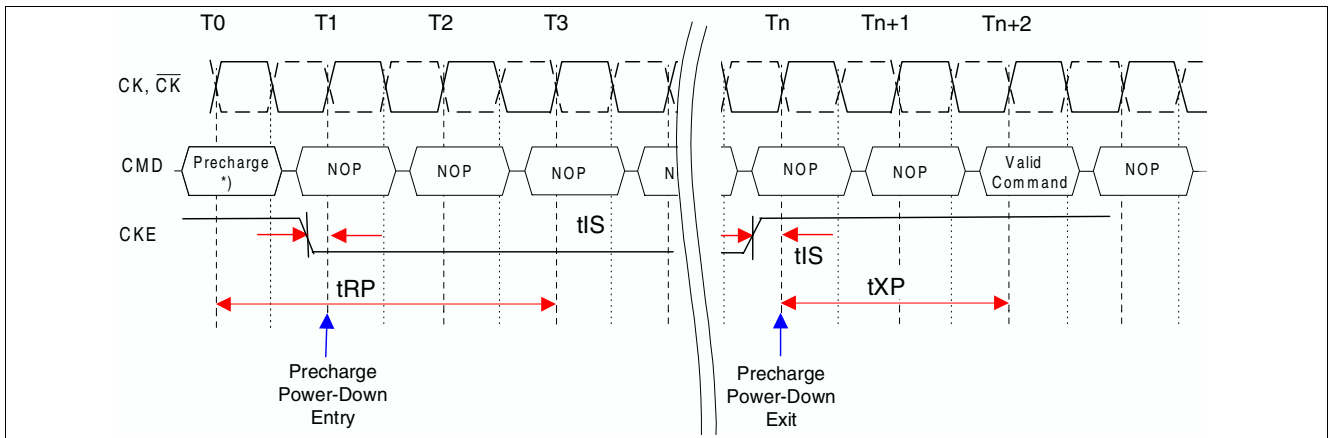 T0 T1 T2 T3 Tn Tn+1 Tn+2
CK, CK
CMD Precharge *) NOP NOP NOP N NOP NOP Valid Command NOP
CKE tIS tIS
tRP tXP
Precharge
Power-Down
Entry
Precharge
Power-Down
Exit